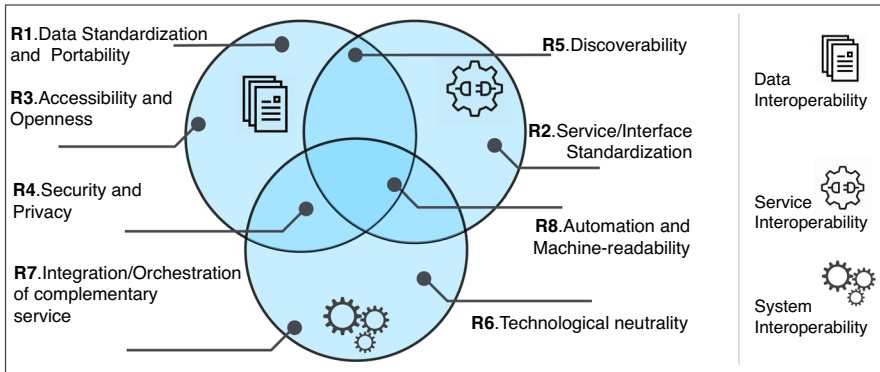 R1.Data Standardization
and Portability
R3.Accessibility and
Openness
R4.Security and
Privacy
R7.Integration/Orchestration
of complementary
service
R5.Discoverability
R2.Service/Interface
Standardization
R8.Automation and
Machine-readability
R6.Technological neutrality
Data
Interoperability
Service
Interoperability
System
Interoperability